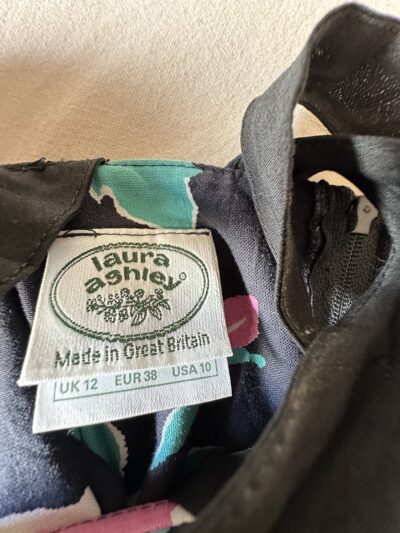 laura
ashley®
Made in Great Britain
UK 12 EUR 38 USA 10